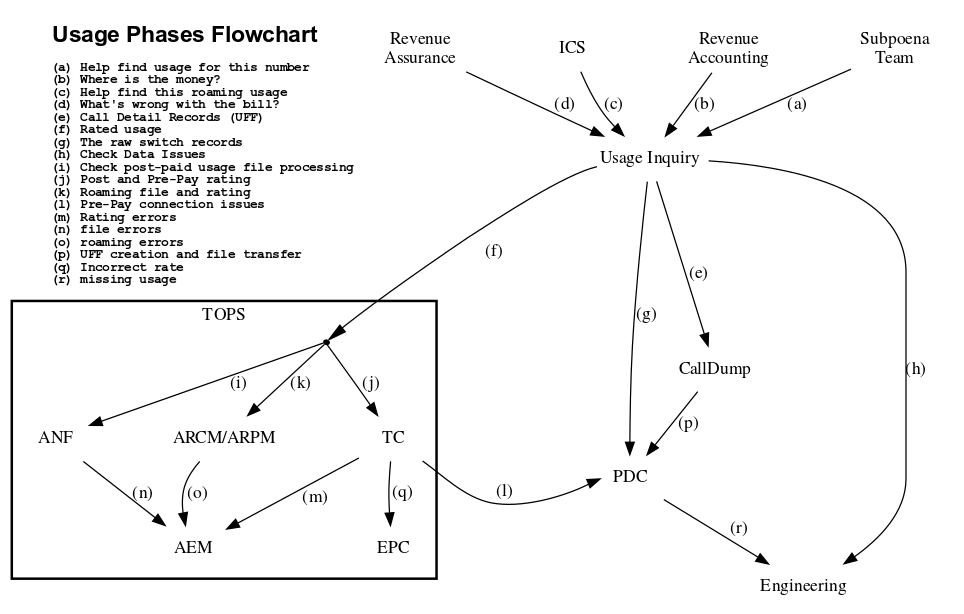 Usage Phases Flowchart
(a) Help find usage for this number
(b) Where is the money?
(c) Help find this roaming usage
(d) What's wrong with the bill?
(e) Call Detail Records (UFF)
(f) Rated usage
(g) The raw switch records
(h) Check Data Issues
(i) Check post-paid usage file processing
(j) Post and Pre-Pay rating
(k) Roaming file and rating
(l) Pre-Pay connection issues
(m) Rating errors
(n) file errors
(o) roaming errors
(p) UFF creation and file transfer
(q) Incorrect rate
(r) missing usage
Revenue
Assurance
ICS
Revenue
Accounting
Subpoena
Team
(d)
(c)
(b)
(a)
Usage Inquiry
(f)
(e)
(g)
(h)
TOPS
(i)
(k)
(j)
CallDump
(p)
ANF
ARCM/ARPM
TC
PDC
(n)
(o)
(m)
(q)
(l)
(r)
AEM
EPC
Engineering